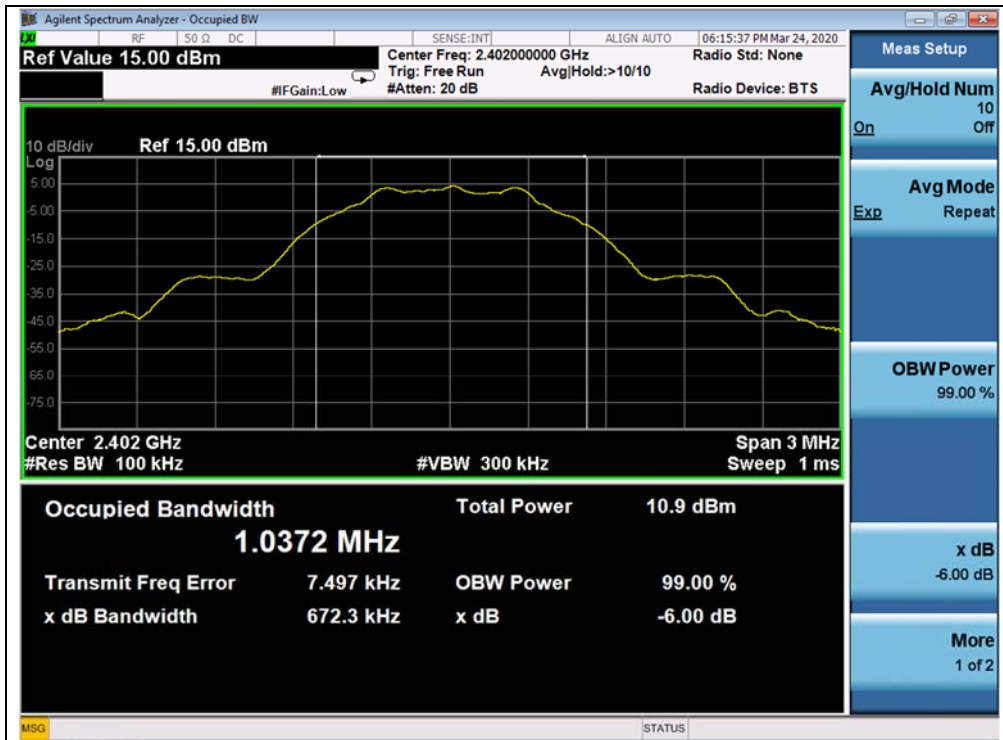 Agilent Spectrum Analyzer - Occupied BW
LXI RF 50 Ω DC SENSE:INT ALIGN AUTO 06:15:37 PM Mar 24, 2020
Ref Value 15.00 dBm
Center Freq: 2.402000000 GHz
Radio Std: None
Trig: Free Run Avg|Hold:>10/10
#IFGain:Low #Atten: 20 dB Radio Device: BTS
10 dB/div Ref 15.00 dBm
Log
5.00
-5.00
-15.0
-25.0
-35.0
-45.0
-55.0
-65.0
-75.0
Center 2.402 GHz Span 3 MHz
#Res BW 100 kHz #VBW 300 kHz Sweep 1 ms
Occupied Bandwidth Total Power 10.9 dBm
1.0372 MHz
Transmit Freq Error 7.497 kHz OBW Power 99.00 %
x dB Bandwidth 672.3 kHz x dB -6.00 dB
MSG STATUS
Meas Setup
Avg/Hold Num
10
On Off
Avg Mode
Exp Repeat
OBW Power
99.00 %
x dB
-6.00 dB
More
1 of 2